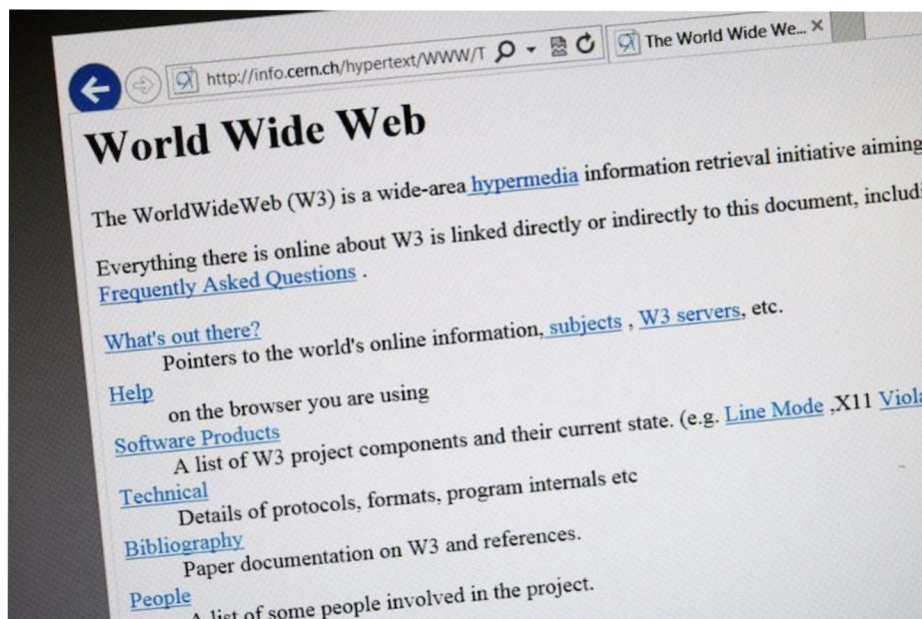 http://info.cern.ch/hypertext/WWW/T
The World Wide We...
World Wide Web
The WorldWideWeb (W3) is a wide-area hypermedia information retrieval initiative aiming
Everything there is online about W3 is linked directly or indirectly to this document, includi
Frequently Asked Questions .
What's out there?
Pointers to the world's online information, subjects , W3 servers, etc.
Help
on the browser you are using
Software Products
A list of W3 project components and their current state. (e.g. Line Mode ,X11 Viola
Technical
Details of protocols, formats, program internals etc
Bibliography
Paper documentation on W3 and references.
People
A list of some people involved in the project.